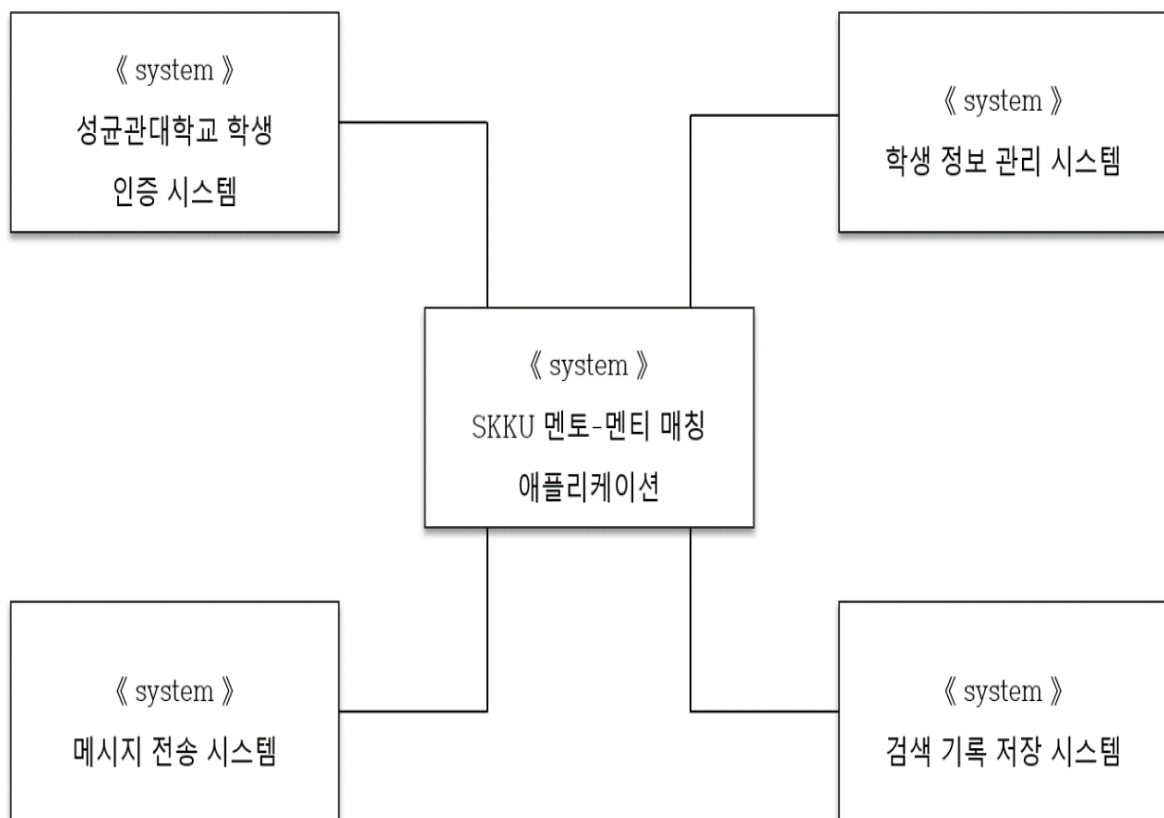 《 system 》
성균관대학교 학생
인증 시스템
《 system 》
학생 정보 관리 시스템
《 system 》
SKKU 멘토-멘티 매칭
애플리케이션
《 system 》
메시지 전송 시스템
《 system 》
검색 기록 저장 시스템